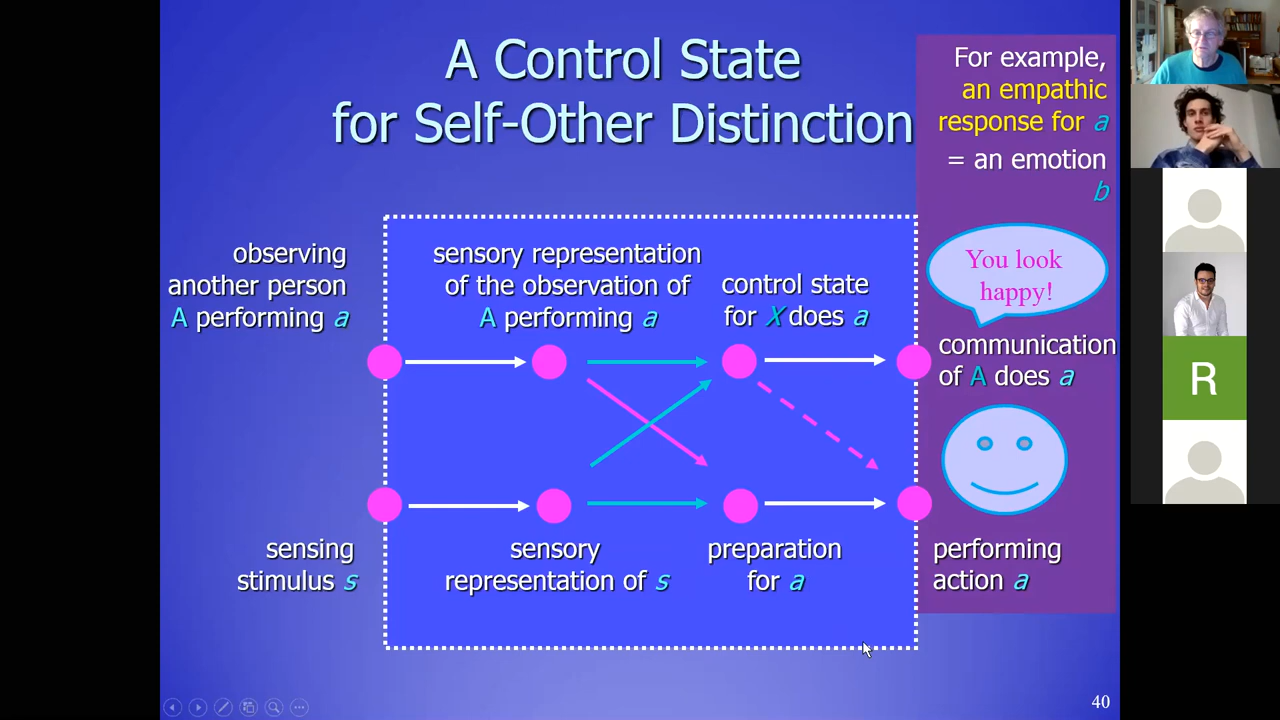 A Control State
for Self-Other Distinction
For example,
an empathic
response for a
= an emotion
b
observing
another person
A performing a
sensory representation
of the observation of
A performing a
control state
for X does a
You look
happy!
communication
of A does a
sensing
stimulus s
sensory
representation of s
preparation
for a
performing
action a
R
40